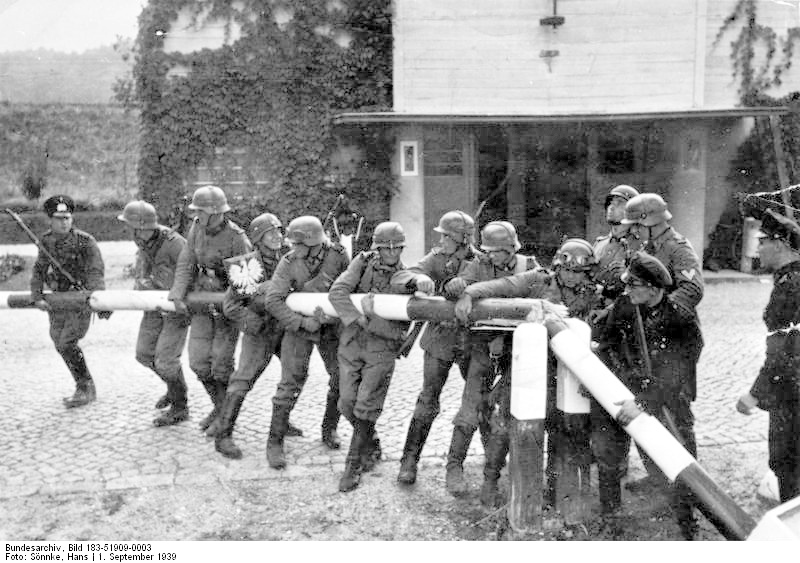 Bundesarchiv, Bild 183-51909-0003
Foto: Sönnke, Hans | 1. September 1939